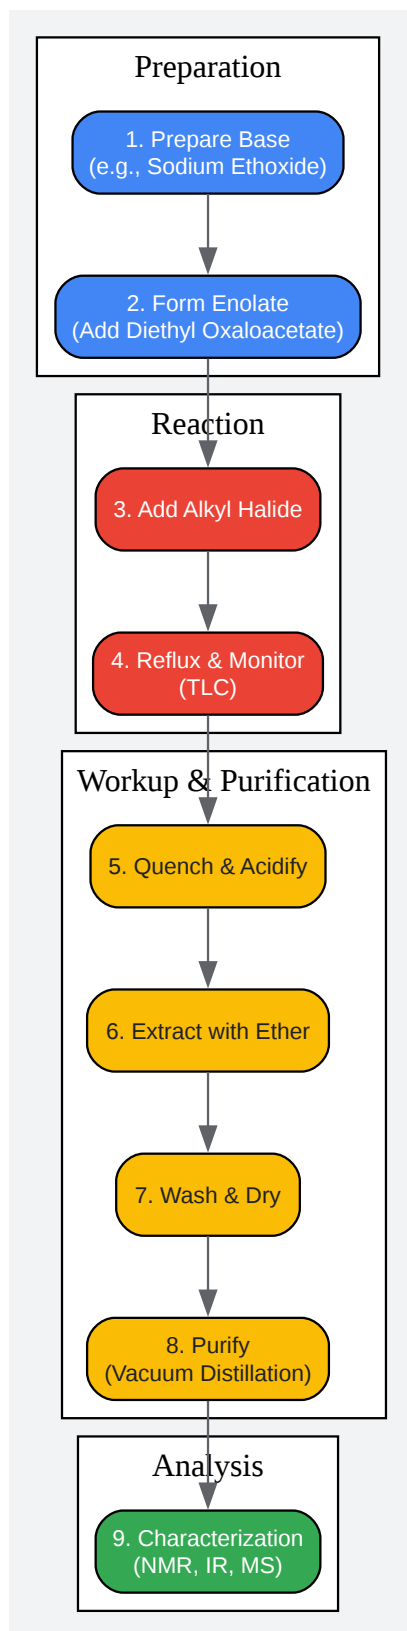 Preparation
1. Prepare Base
(e.g., Sodium Ethoxide)
2. Form Enolate
(Add Diethyl Oxaloacetate)
Reaction
3. Add Alkyl Halide
4. Reflux & Monitor
(TLC)
Workup & Purification
5. Quench & Acidify
6. Extract with Ether
7. Wash & Dry
8. Purify
(Vacuum Distillation)
Analysis
9. Characterization
(NMR, IR, MS)